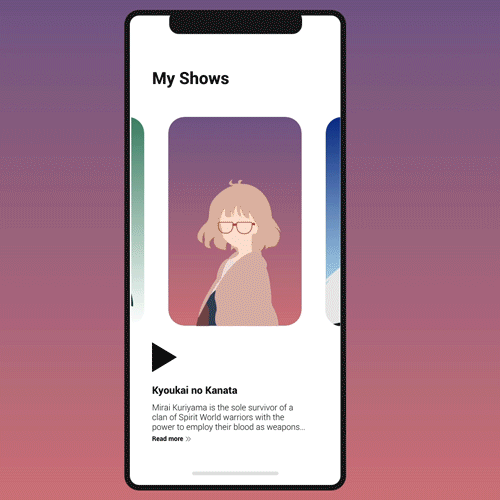 My Shows
Kyoukai no Kanata
Mirai Kuriyama is the sole survivor of a
clan of Spirit World warriors with the
power to employ their blood as weapons...
Read more »